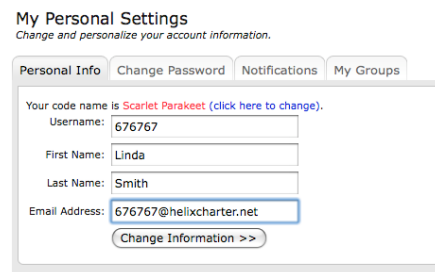 My Personal Settings
Change and personalize your account information.
Personal Info Change Password Notifications My Groups
Your code name is Scarlet Parakeet (click here to change).
Username: 676767
First Name: Linda
Last Name: Smith
Email Address: 676767@helixcharter.net
Change Information >>